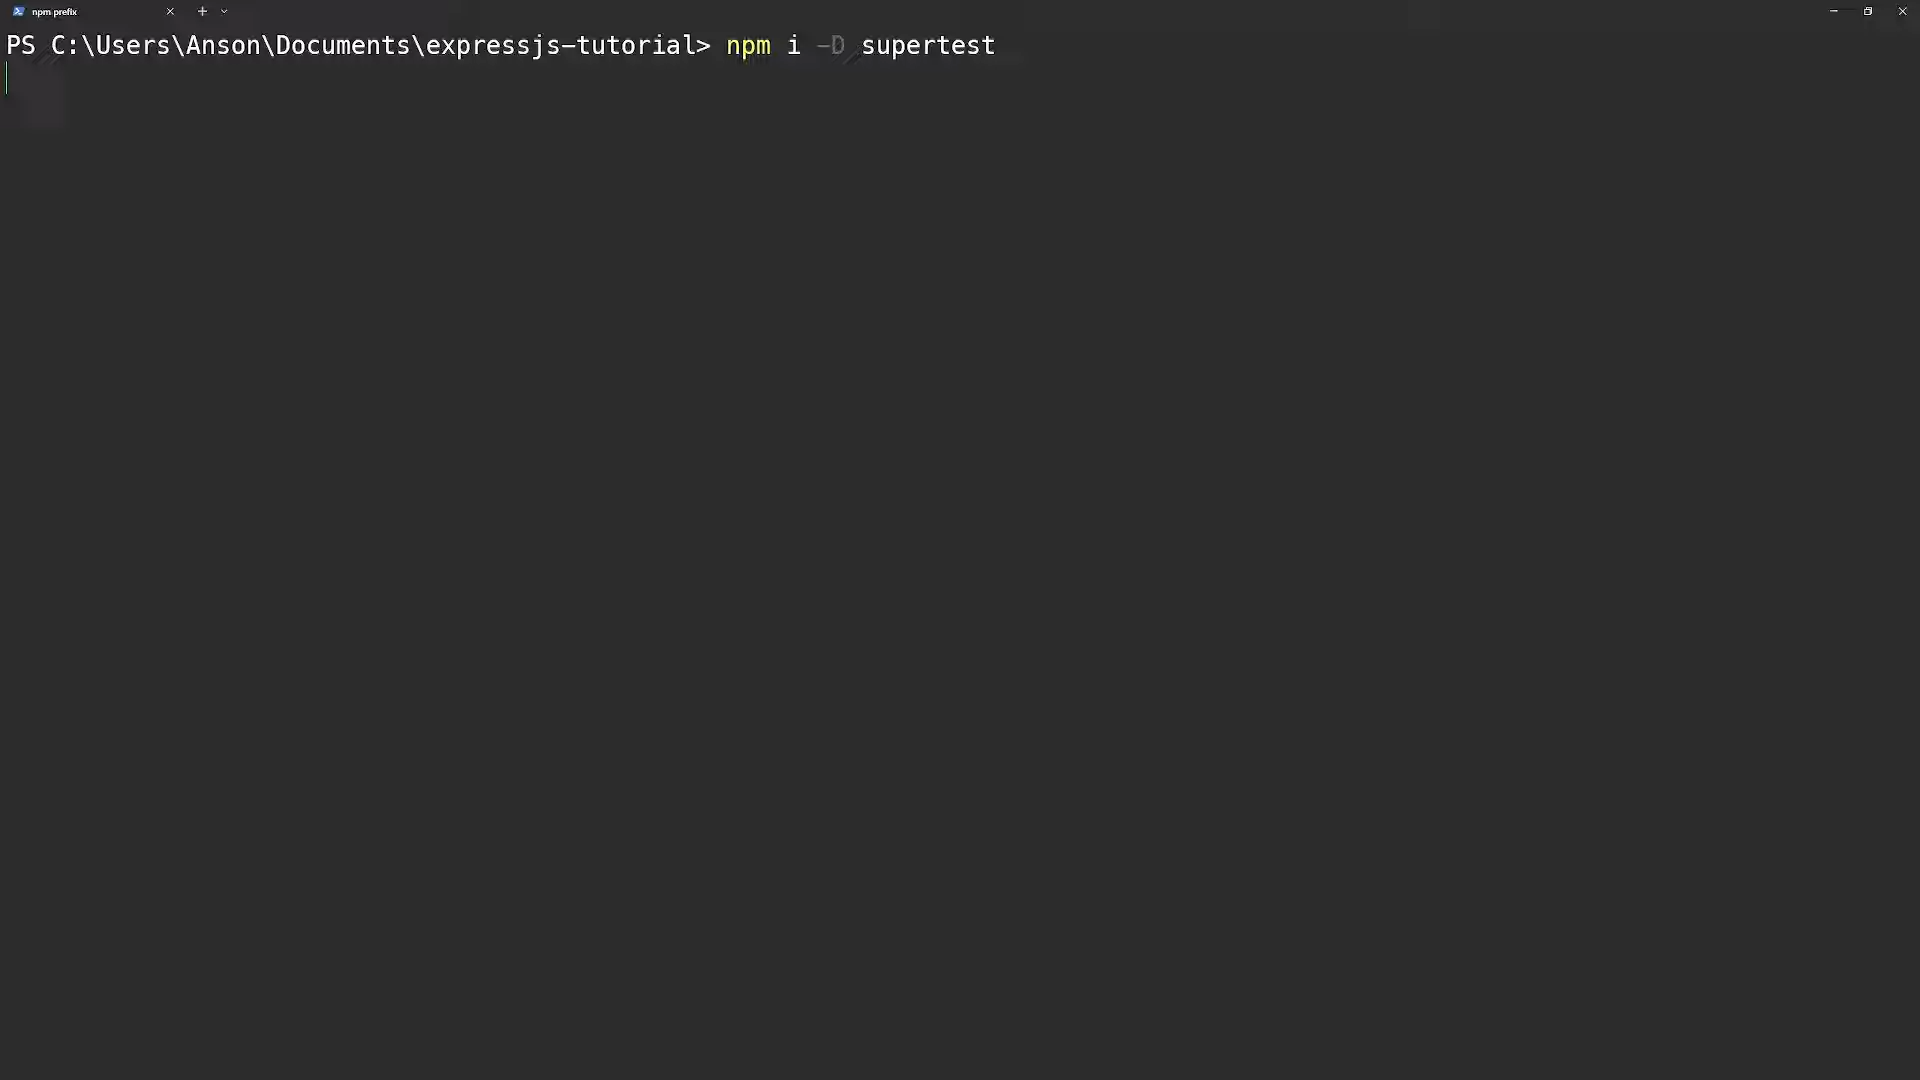 npm prefix
PS C:\Users\Anson\Documents\expressjs-tutorial> npm i -D supertest